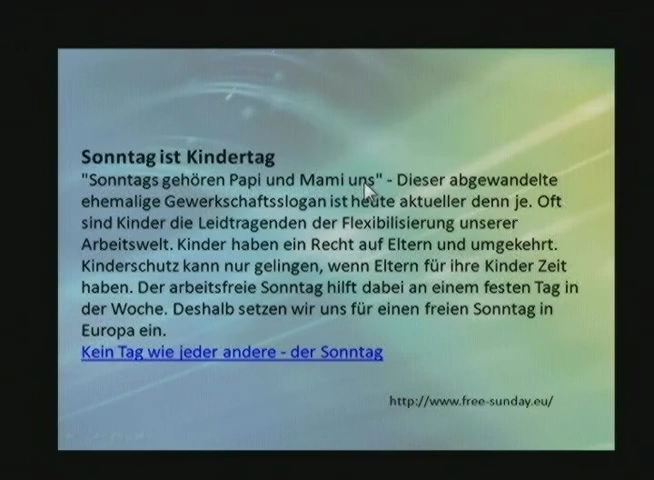 Sonntag ist Kindertag
"Sonntags gehören Papi und Mami uns" - Dieser abgewandelte
ehemalige Gewerkschaftsslogan ist heute aktueller denn je. Oft
sind Kinder die Leidtragenden der Flexibilisierung unserer
Arbeitswelt. Kinder haben ein Recht auf Eltern und umgekehrt.
Kinderschutz kann nur gelingen, wenn Eltern für ihre Kinder Zeit
haben. Der arbeitsfreie Sonntag hilft dabei an einem festen Tag in
der Woche. Deshalb setzen wir uns für einen freien Sonntag in
Europa ein.
Kein Tag wie jeder andere - der Sonntag
http://www.free-sunday.eu/